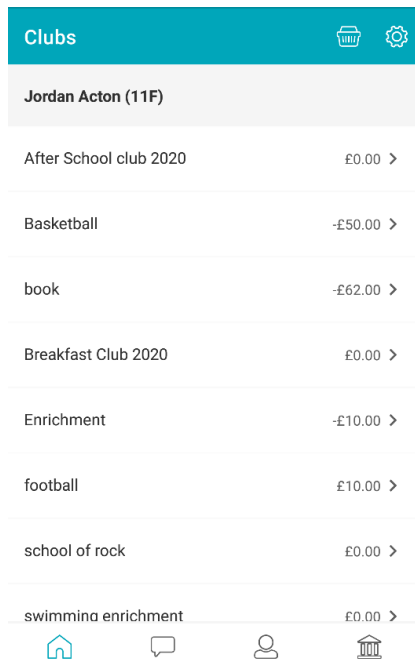 Clubs
Jordan Acton (11F)
After School club 2020 £0.00
Basketball -£50.00
book -£62.00
Breakfast Club 2020 £0.00
Enrichment -£10.00
football £10.00
school of rock £0.00
swimming enrichment £0.00